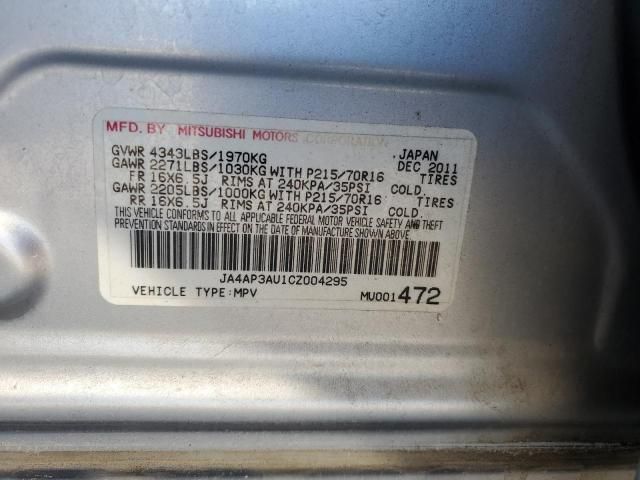 MFD. BY MITSUBISHI MOTORS CORPORATION
GVWR 4343LBS/1970KG JAPAN
GAWR 2271LBS/1030KG WITH P215/70R16 DEC 2011
FR 16X6.5J RIMS AT 240KPA/35PSI COLD. TIRES
GAWR 2205LBS/1000KG WITH P215/70R16 TIRES
RR 16X6.5J RIMS AT 240KPA/35PSI COLD.
THIS VEHICLE CONFORMS TO ALL APPLICABLE FEDERAL MOTOR VEHICLE SAFETY AND THEFT
PREVENTION STANDARDS IN EFFECT ON THE DATE OF MANUFACTURE SHOWN ABOVE.
JA4AP3AU1CZ004295
VEHICLE TYPE:MPV MU001472